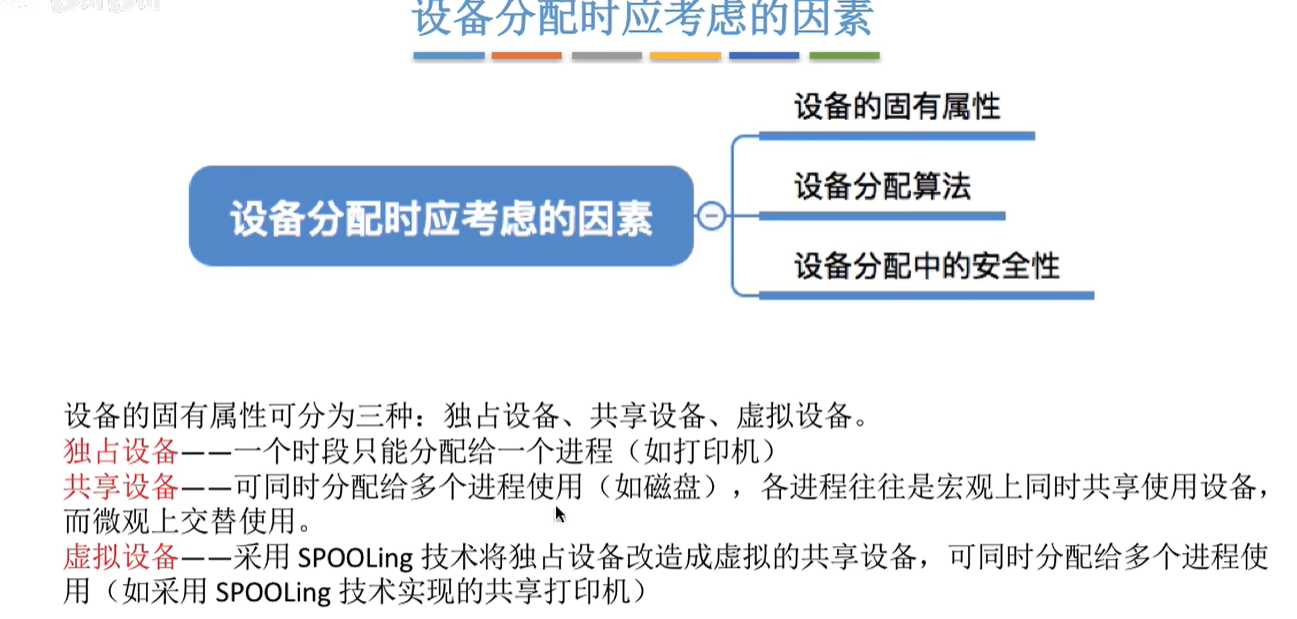 设备分配时应考虑的因素
设备的固有属性
设备分配时应考虑的因素
设备分配算法
设备分配中的安全性
设备的固有属性可分为三种：独占设备、共享设备、虚拟设备。
独占设备——一个时段只能分配给一个进程（如打印机）
共享设备——可同时分配给多个进程使用（如磁盘），各进程往往是宏观上同时共享使用设备，
而微观上交替使用。
虚拟设备——采用 SPOOLing 技术将独占设备改造成虚拟的共享设备，可同时分配给多个进程使
用（如采用 SPOOLing 技术实现的共享打印机）